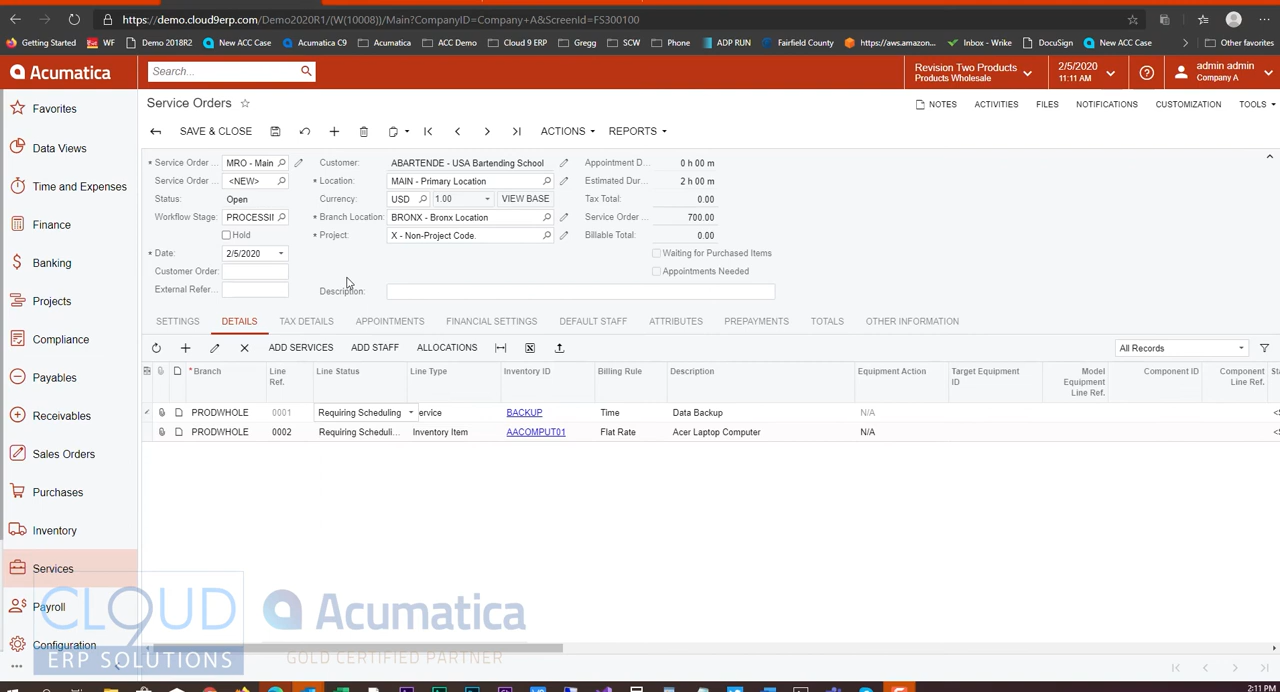 https://demo.cloud9erp.com/Demo2020R1/(W(10008))/Main?CompanyID=Company+A&ScreenId=FS300100
Getting Started WF Demo 2018R2 New ACC Case Acumatica C9 Acumatica ACC Demo Cloud 9 ERP Gregg SCW Phone ADP RUN Fairfield County https://aws.amazon... Inbox - Wrike DocuSign New ACC Case Other favorites
Acumatica Search... Revision Two Products Products Wholesale 2/5/2020 11:11 AM admin admin Company A
Favorites
Data Views
Time and Expenses
Finance
Banking
Projects
Compliance
Payables
Receivables
Sales Orders
Purchases
Inventory
Services
Payroll
Configuration
Service Orders NOTES ACTIVITIES FILES NOTIFICATIONS CUSTOMIZATION TOOLS
SAVE & CLOSE ACTIONS REPORTS
* Service Order ... MRO - Main Customer: ABARTENDE - USA Bartending School Appointment D... 0 h 00 m
Service Order ... <NEW> * Location: MAIN - Primary Location Estimated Dur... 2 h 00 m
Status: Open Currency: USD 1.00 VIEW BASE Tax Total: 0.00
Workflow Stage: PROCESSIN * Branch Location: BRONX - Bronx Location Service Order ... 700.00
Hold * Project: X - Non-Project Code. Billable Total: 0.00
* Date: 2/5/2020 Waiting for Purchased Items
Customer Order: Appointments Needed
External Refer... Description:
SETTINGS DETAILS TAX DETAILS APPOINTMENTS FINANCIAL SETTINGS DEFAULT STAFF ATTRIBUTES PREPAYMENTS TOTALS OTHER INFORMATION
ADD SERVICES ADD STAFF ALLOCATIONS All Records
* Branch Line Ref. Line Status Line Type Inventory ID Billing Rule Description Equipment Action Target Equipment ID Model Equipment Line Ref. Component ID Component Line Ref. Sta
PRODWHOLE 0001 Requiring Scheduling ervice BACKUP Time Data Backup N/A <S
PRODWHOLE 0002 Requiring Scheduli... Inventory Item AACOMPUT01 Flat Rate Acer Laptop Computer N/A <S
CLOUD 9
ERP SOLUTIONS
Acumatica
GOLD CERTIFIED PARTNER
2:11 PM